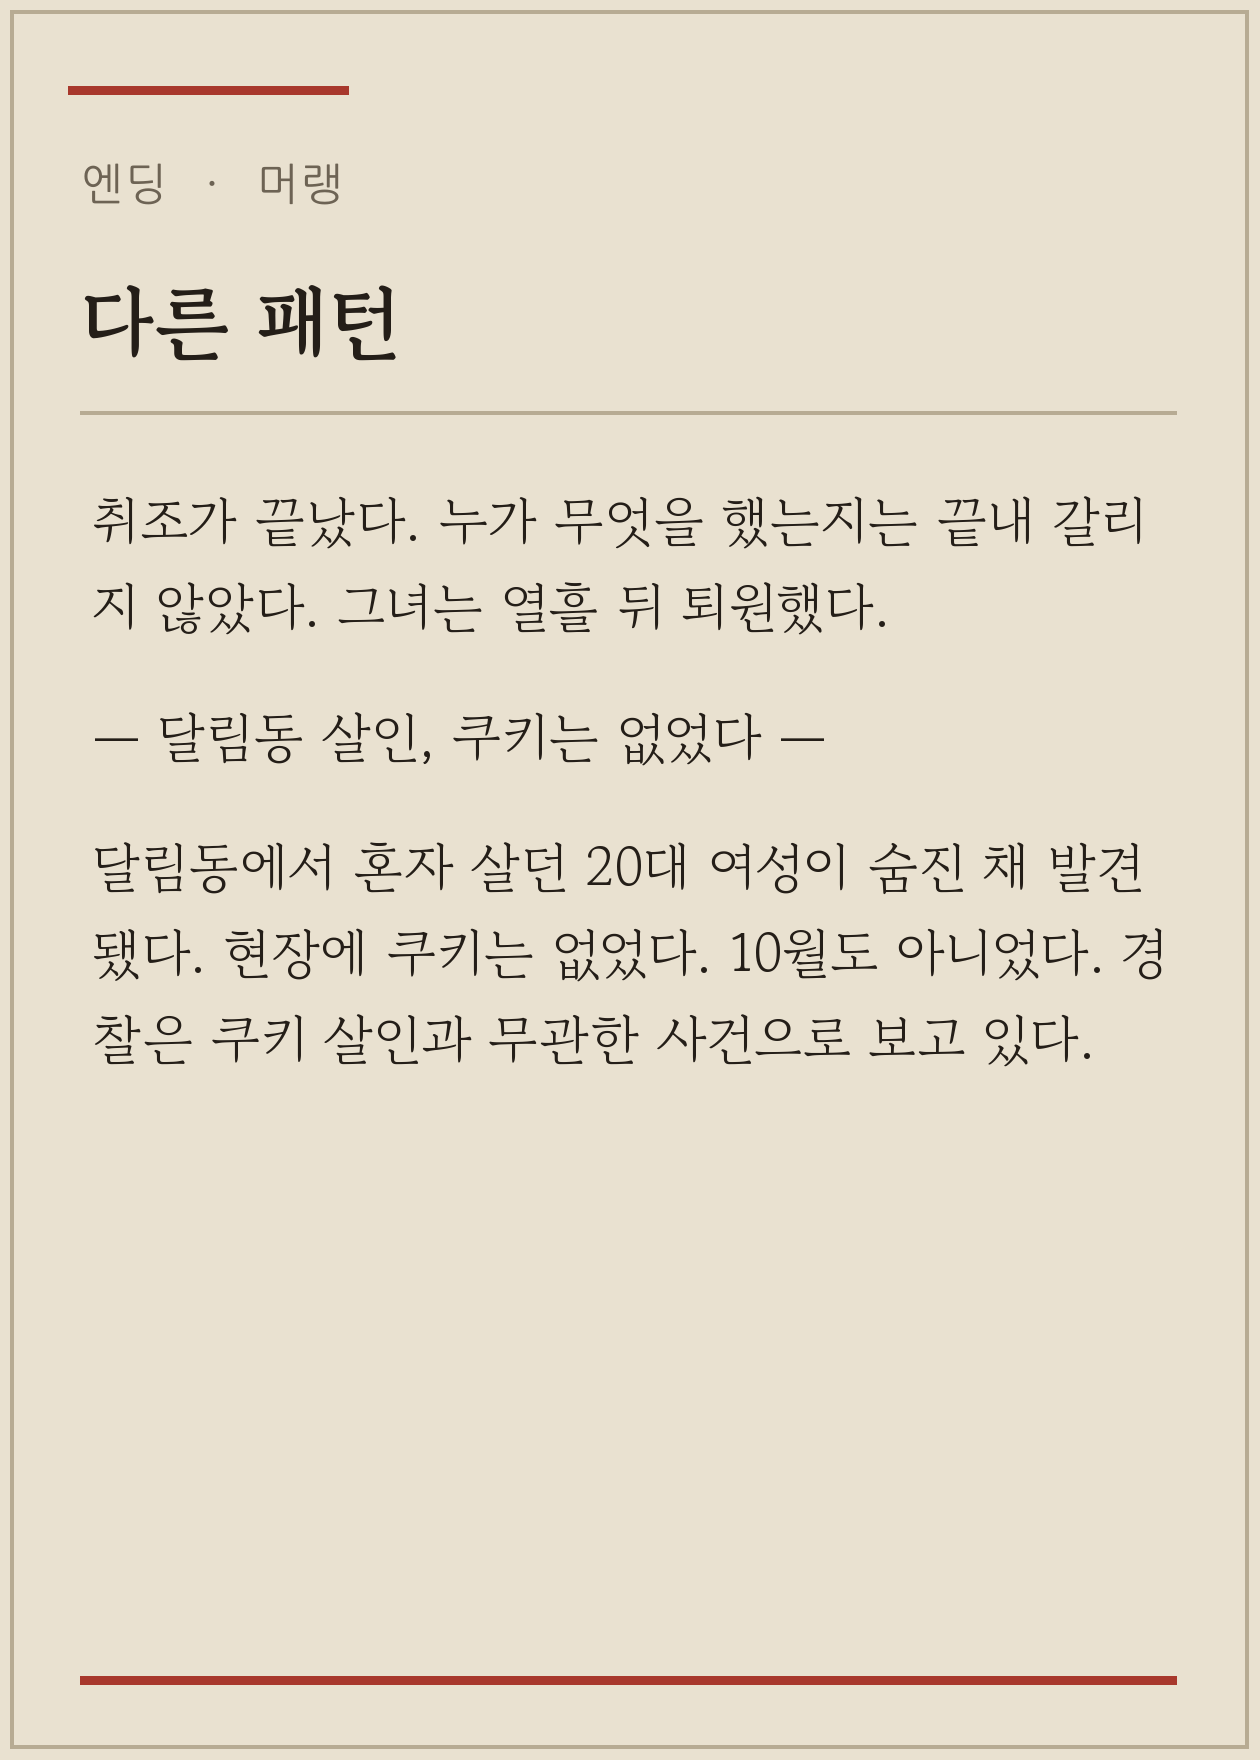 엔딩 · 머랭
다른 패턴
취조가 끝났다. 누가 무엇을 했는지는 끝내 갈리
지 않았다. 그녀는 열흘 뒤 퇴원했다.
— 달림동 살인, 쿠키는 없었다 —
달림동에서 혼자 살던 20대 여성이 숨진 채 발견
됐다. 현장에 쿠키는 없었다. 10월도 아니었다. 경
찰은 쿠키 살인과 무관한 사건으로 보고 있다.